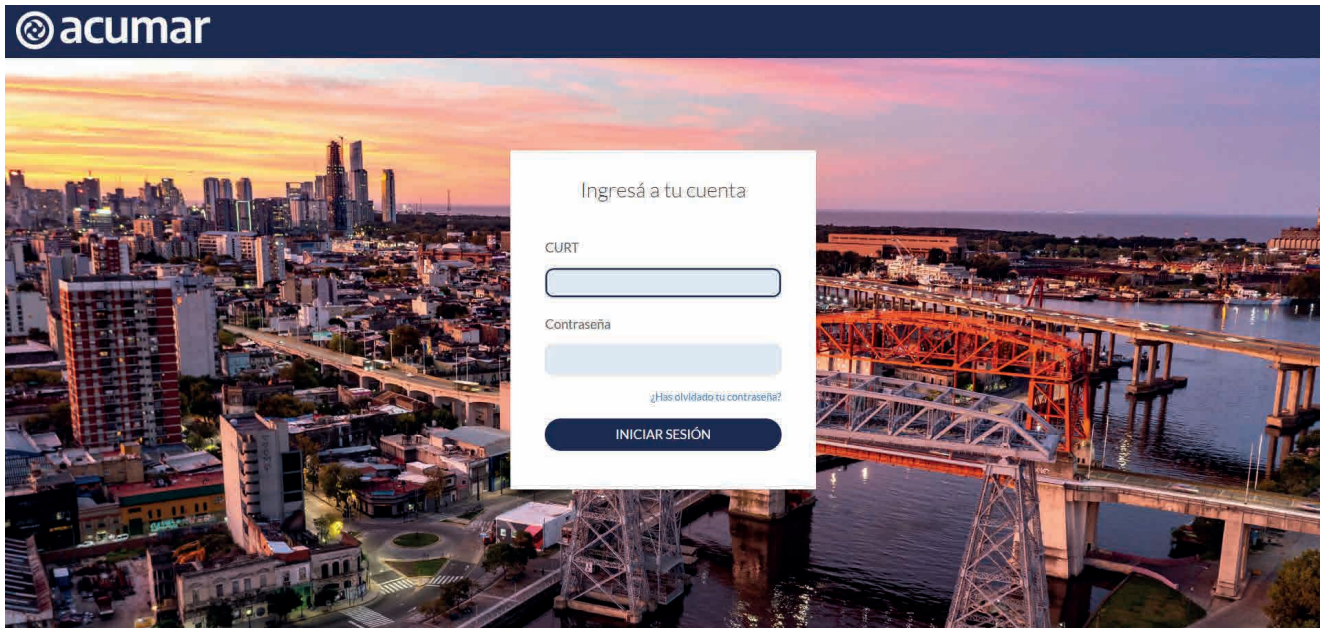 acumar
Ingresá a tu cuenta
CURT
Contraseña
¿Has olvidado tu contraseña?
INICIAR SESIÓN